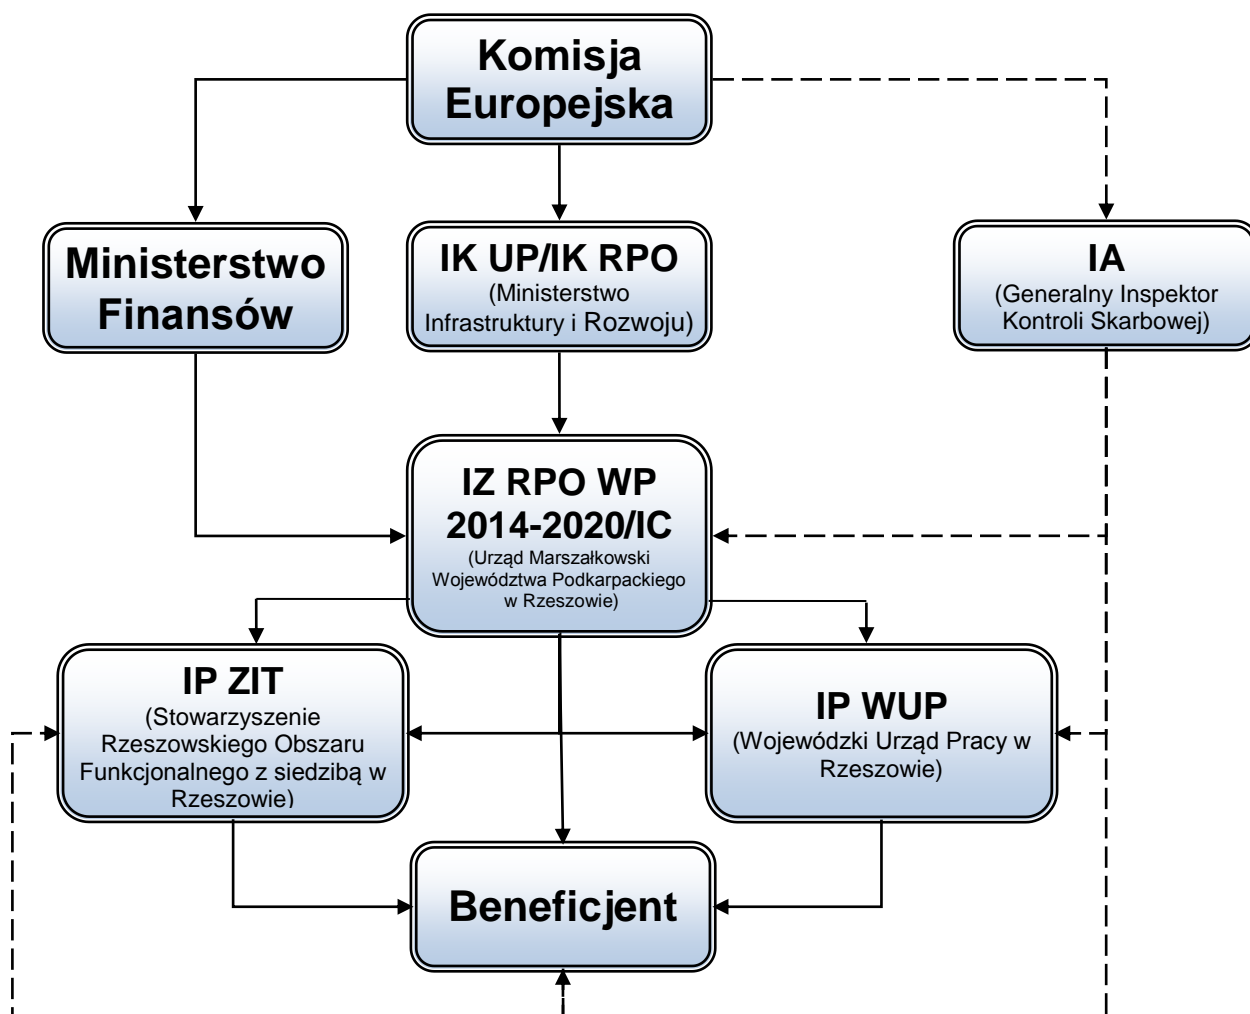 Komisja
Europejska
Ministerstwo
Finansów
IK UP/IK RPO
(Ministerstwo
Infrastruktury i Rozwoju)
IA
(Generalny Inspektor
Kontroli Skarbowej)
IZ RPO WP
2014-2020/IC
(Urząd Marszałkowski
Województwa Podkarpackiego
w Rzeszowie)
IP ZIT
(Stowarzyszenie
Rzeszowskiego Obszaru
Funkcjonalnego z siedzibą w
Rzeszowie)
IP WUP
(Wojewódzki Urząd Pracy w
Rzeszowie)
Beneficjent